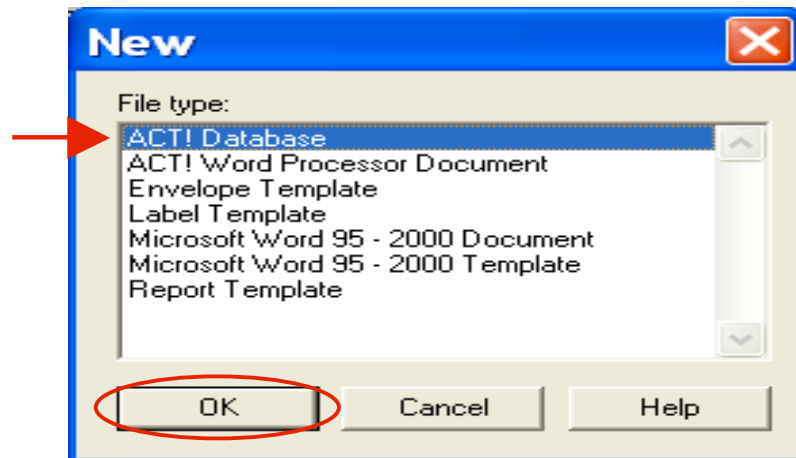 New
File type:
ACT! Database
ACT! Word Processor Document
Envelope Template
Label Template
Microsoft Word 95 - 2000 Document
Microsoft Word 95 - 2000 Template
Report Template
OK Cancel Help